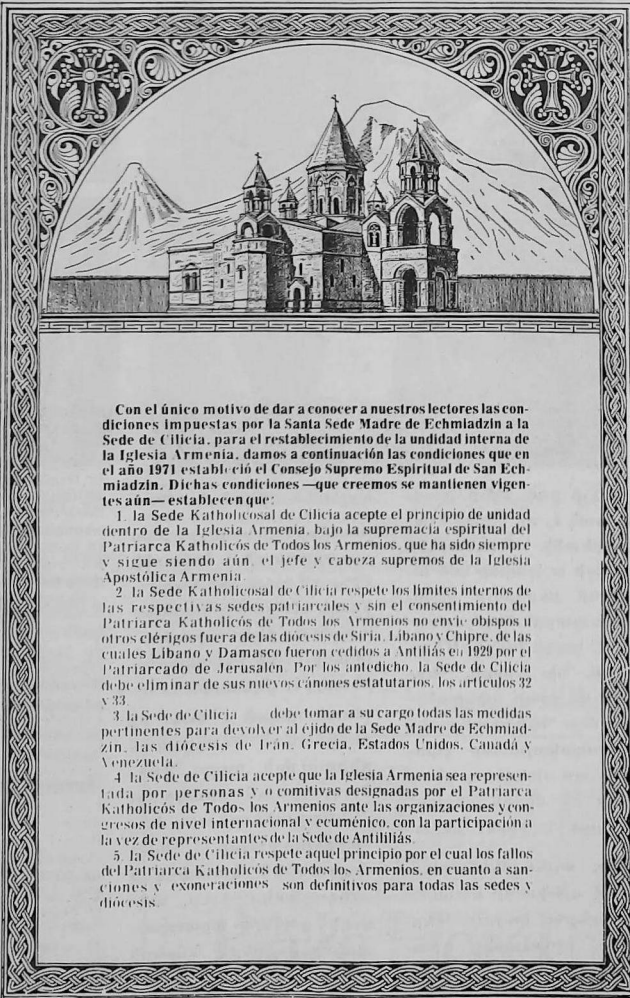 Con el único motivo de dar a conocer a nuestros lectores las con-
diciones impuestas por la Santa Sede Madre de Echmiadzin a la
Sede de Cilicia, para el restablecimiento de la undidad interna de
la Iglesia Armenia, damos a continuación las condiciones que en
el año 1971 estableció el Consejo Supremo Espiritual de San Ech-
miadzin. Dichas condiciones —que creemos se mantienen vigen-
tes aún— establecen que:
1. la Sede Katholicosal de Cilicia acepte el principio de unidad
dentro de la Iglesia Armenia, bajo la supremacía espiritual del
Patriarca Katholicós de Todos los Armenios, que ha sido siempre
y sigue siendo aún, el jefe y cabeza supremos de la Iglesia
Apostólica Armenia.
2. la Sede Katholicosal de Cilicia respete los límites internos de
las respectivas sedes patriarcales y sin el consentimiento del
Patriarca Katholicós de Todos los Armenios no envíe obispos u
otros clérigos fuera de las diócesis de Siria, Líbano y Chipre, de las
cuales Líbano y Damasco fueron cedidos a Antiliás en 1929 por el
Patriarcado de Jerusalén. Por los antedicho, la Sede de Cilicia
debe eliminar de sus nuevos cánones estatutarios, los artículos 32
y 33.
3. la Sede de Cilicia debe tomar a su cargo todas las medidas
pertinentes para devolver al éjido de la Sede Madre de Echmiad-
zin, las diócesis de Irán, Grecia, Estados Unidos, Canadá y
Venezuela.
4. la Sede de Cilicia acepte que la Iglesia Armenia sea represen-
tada por personas y o comitivas designadas por el Patriarca
Katholicós de Todos los Armenios ante las organizaciones y con-
gresos de nivel internacional y ecuménico, con la participación a
la vez de representantes de la Sede de Antililiás.
5. la Sede de Cilicia respete aquel principio por el cual los fallos
del Patriarca Katholicós de Todos los Armenios, en cuanto a san-
ciones y exoneraciones son definitivos para todas las sedes y
diócesis.